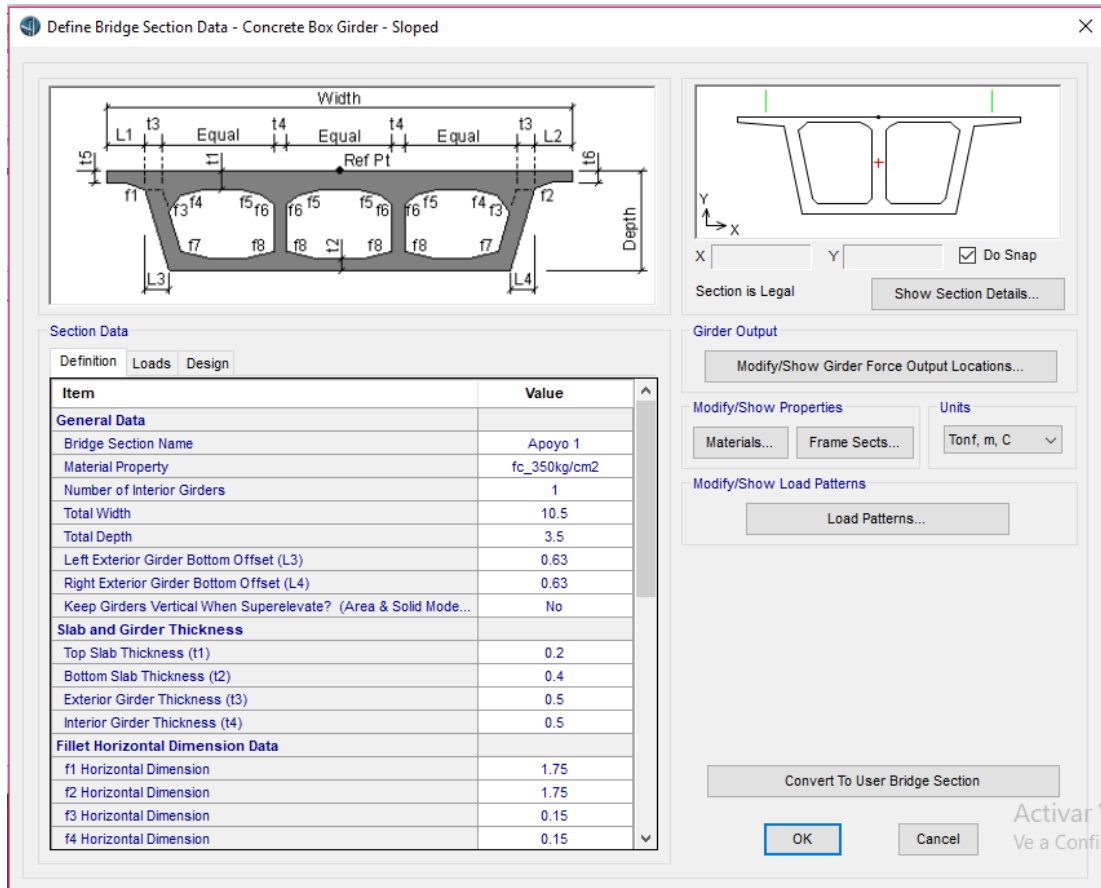 Define Bridge Section Data - Concrete Box Girder - Sloped
Width
L1 t3 Equal t4 Equal t4 Equal t3 L2
t5 t1 Ref Pt t6
f1 f3 f4 f5 f6 f6 f5 f5 f6 f6 f5 f4 f3 f2
Depth
f7 f8 f8 t2 f8 f8 f7
L3 L4
Y
X
X Y Do Snap
Section is Legal Show Section Details...
Section Data
Definition Loads Design
Item Value
General Data
Bridge Section Name Apoyo 1
Material Property fc_350kg/cm2
Number of Interior Girders 1
Total Width 10.5
Total Depth 3.5
Left Exterior Girder Bottom Offset (L3) 0.63
Right Exterior Girder Bottom Offset (L4) 0.63
Keep Girders Vertical When Superelevate? (Area & Solid Mode... No
Slab and Girder Thickness
Top Slab Thickness (t1) 0.2
Bottom Slab Thickness (t2) 0.4
Exterior Girder Thickness (t3) 0.5
Interior Girder Thickness (t4) 0.5
Fillet Horizontal Dimension Data
f1 Horizontal Dimension 1.75
f2 Horizontal Dimension 1.75
f3 Horizontal Dimension 0.15
f4 Horizontal Dimension 0.15
Girder Output
Modify/Show Girder Force Output Locations...
Modify/Show Properties
Materials... Frame Sects...
Units
Tonf, m, C
Modify/Show Load Patterns
Load Patterns...
Convert To User Bridge Section
OK Cancel
Activar
Ve a Confi